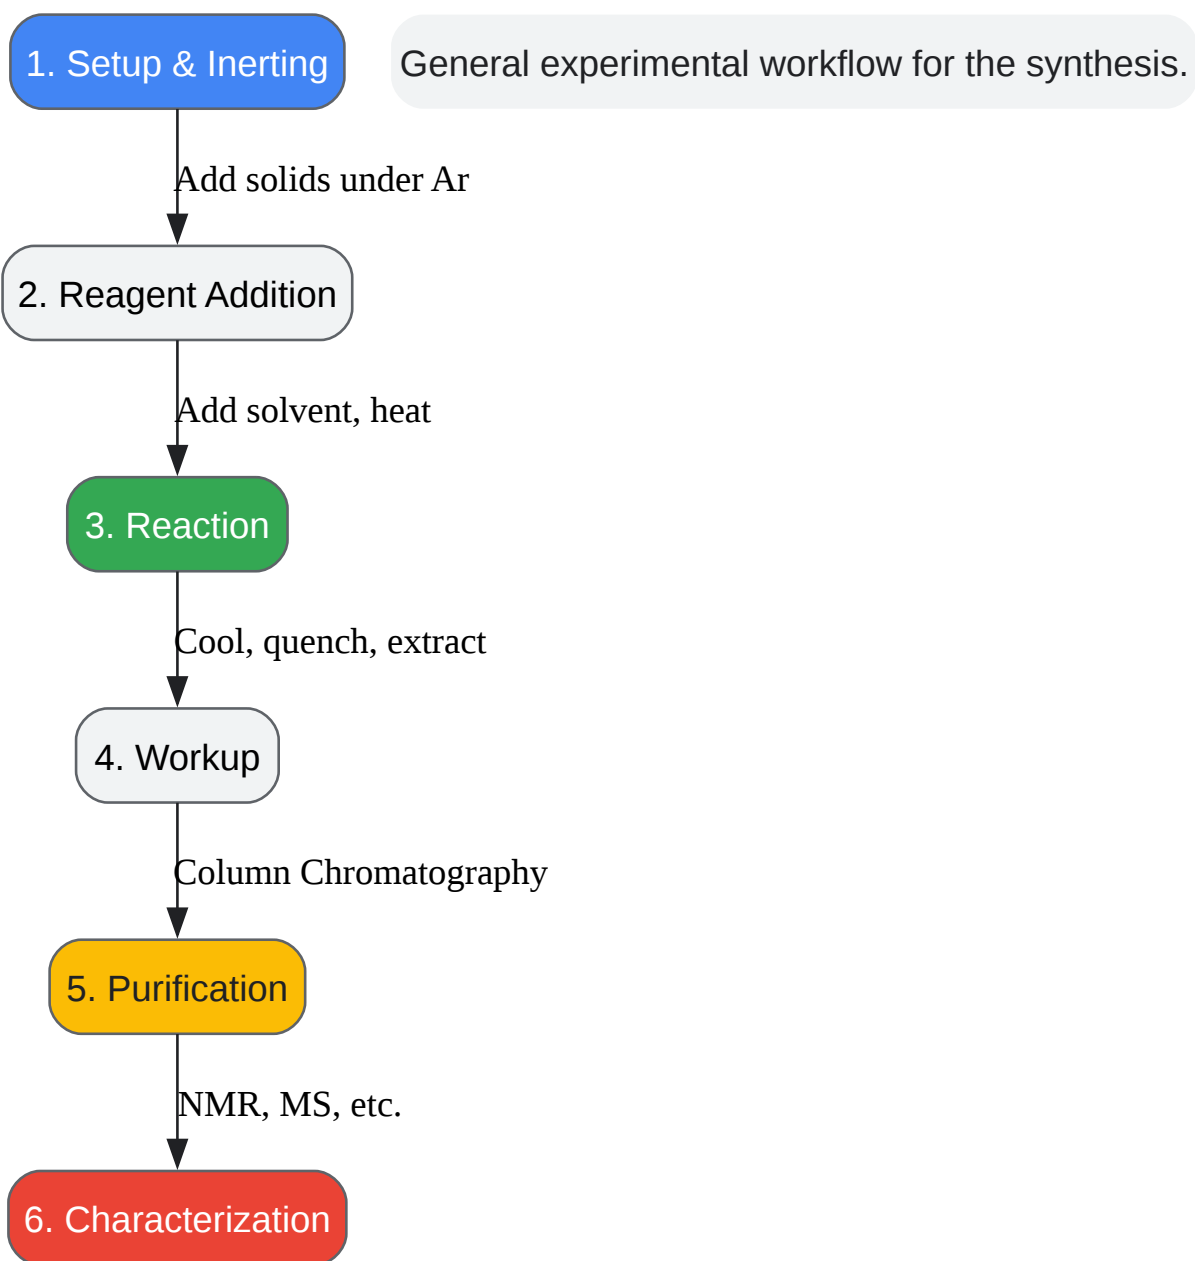 1. Setup & Inerting
General experimental workflow for the synthesis.
Add solids under Ar
2. Reagent Addition
Add solvent, heat
3. Reaction
Cool, quench, extract
4. Workup
Column Chromatography
5. Purification
NMR, MS, etc.
6. Characterization